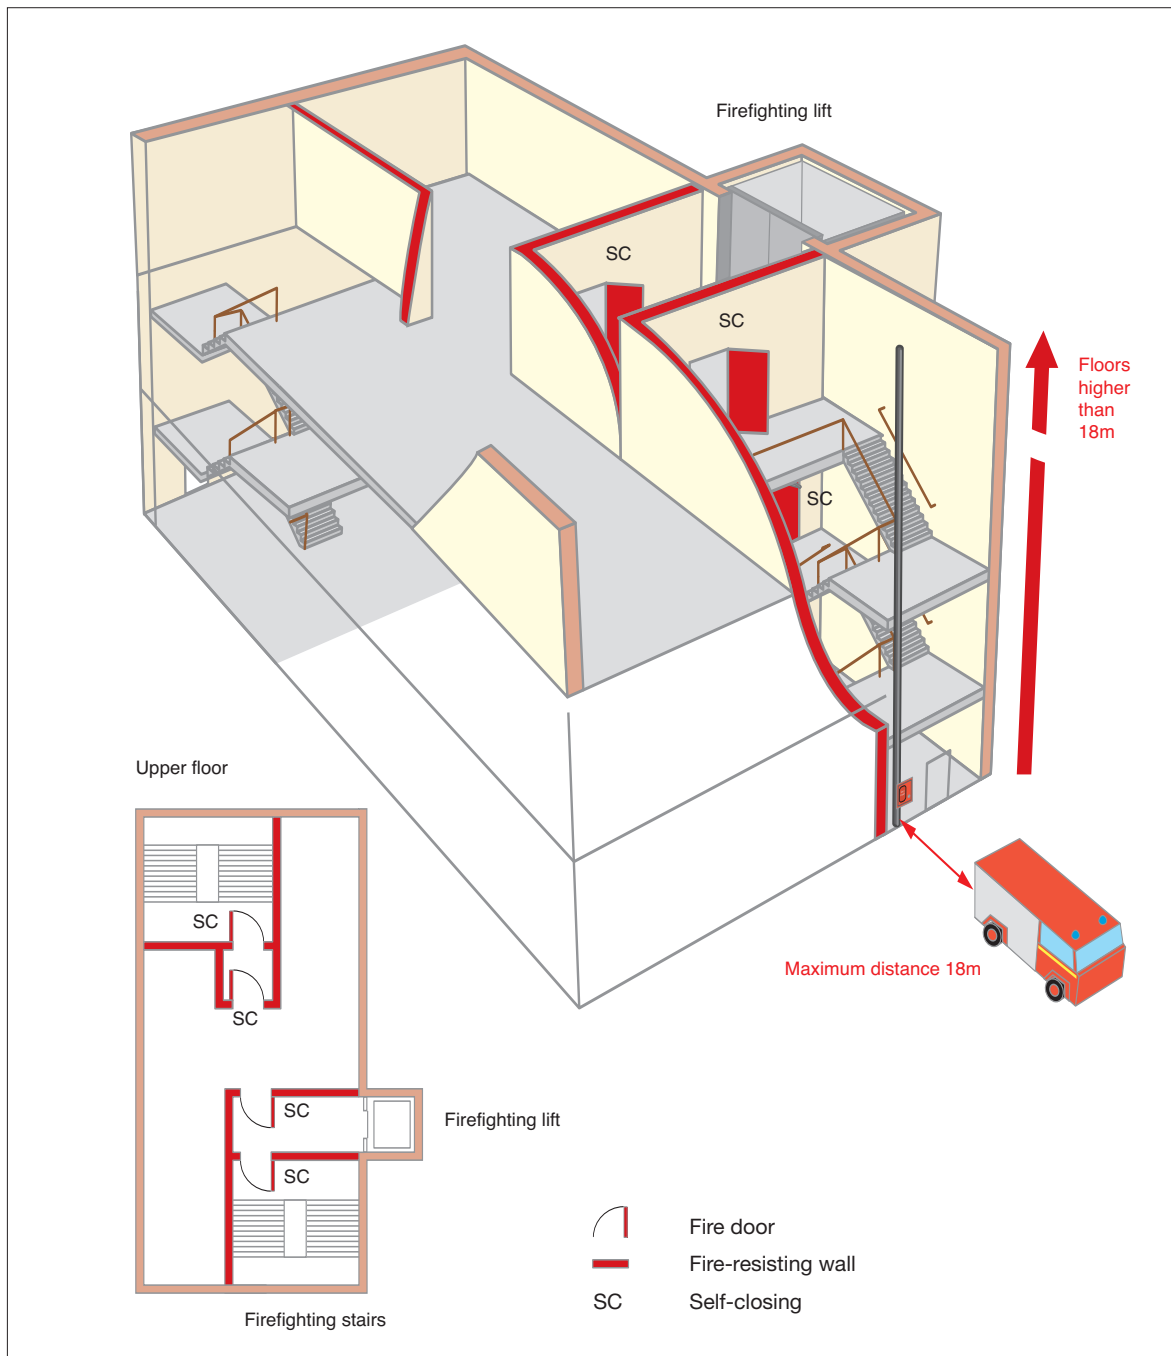 Firefighting lift
SC
SC
Floors
higher
than
18m
SC
Upper floor
Maximum distance 18m
SC
SC
SC
Firefighting lift
SC
Fire door
Fire-resisting wall
SC Self-closing
Firefighting stairs